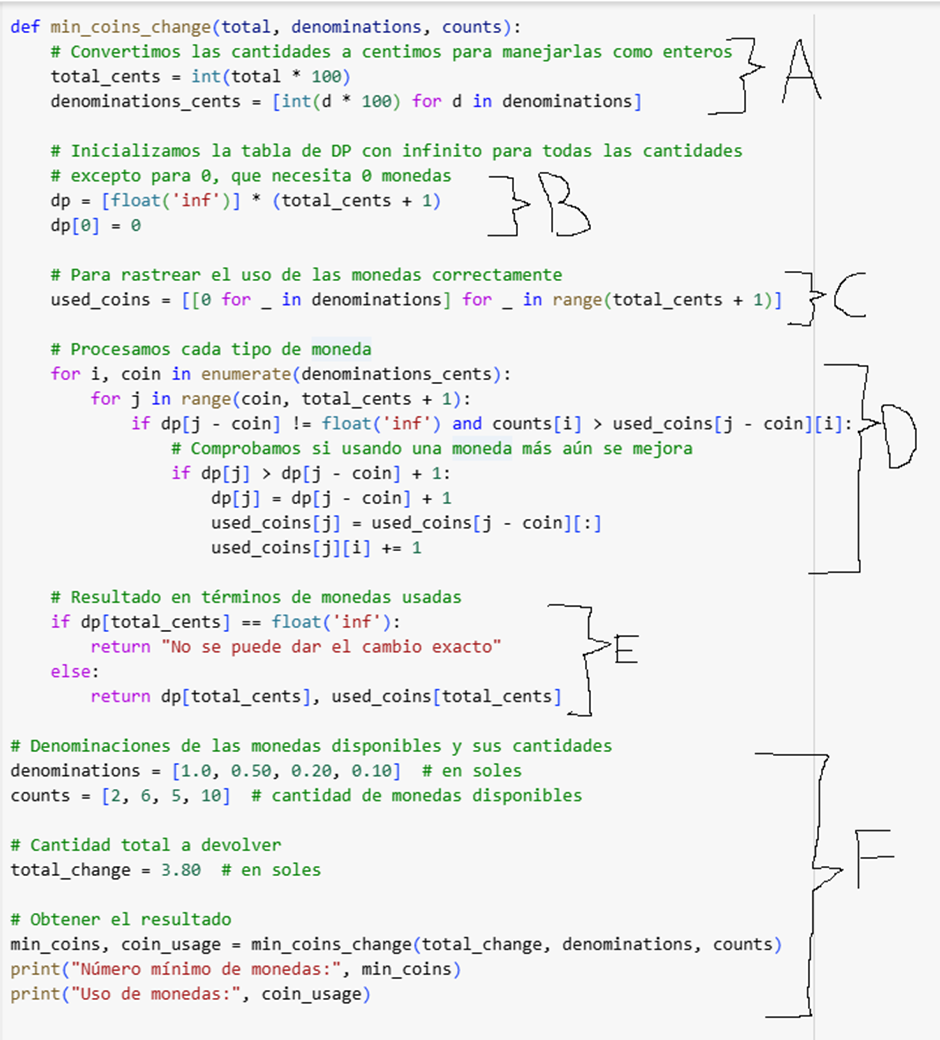 def min_coins_change(total, denominations, counts):
    # Convertimos las cantidades a centimos para manejarlas como enteros
    total_cents = int(total * 100)
    denominations_cents = [int(d * 100) for d in denominations]
A
    # Inicializamos la tabla de DP con infinito para todas las cantidades
    # excepto para 0, que necesita 0 monedas
    dp = [float('inf')] * (total_cents + 1)
    dp[0] = 0
B
    # Para rastrear el uso de las monedas correctamente
    used_coins = [[0 for _ in denominations] for _ in range(total_cents + 1)]
C
    # Procesamos cada tipo de moneda
    for i, coin in enumerate(denominations_cents):
        for j in range(coin, total_cents + 1):
            if dp[j - coin] != float('inf') and counts[i] > used_coins[j - coin][i]:
                # Comprobamos si usando una moneda más aún se mejora
                if dp[j] > dp[j - coin] + 1:
                    dp[j] = dp[j - coin] + 1
                    used_coins[j] = used_coins[j - coin][:]
                    used_coins[j][i] += 1
D
    # Resultado en términos de monedas usadas
    if dp[total_cents] == float('inf'):
        return "No se puede dar el cambio exacto"
    else:
        return dp[total_cents], used_coins[total_cents]
E
# Denominaciones de las monedas disponibles y sus cantidades
denominations = [1.0, 0.50, 0.20, 0.10]  # en soles
counts = [2, 6, 5, 10]  # cantidad de monedas disponibles
# Cantidad total a devolver
total_change = 3.80  # en soles
# Obtener el resultado
min_coins, coin_usage = min_coins_change(total_change, denominations, counts)
print("Número mínimo de monedas:", min_coins)
print("Uso de monedas:", coin_usage)
F